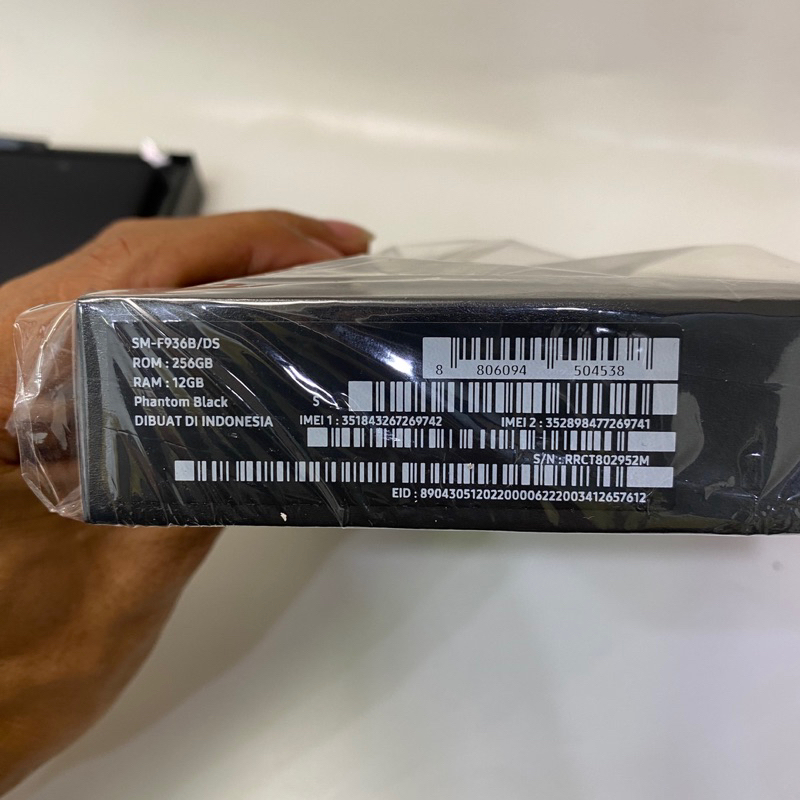 SM-F936B/DS
ROM : 256GB
RAM : 12GB
Phantom Black
DIBUAT DI INDONESIA
8 806094 504538
S
IMEI 1 : 351843267269742 IMEI 2 : 352898477269741
S/N : RRCT802952M
EID : 89043051202200006222003412657612